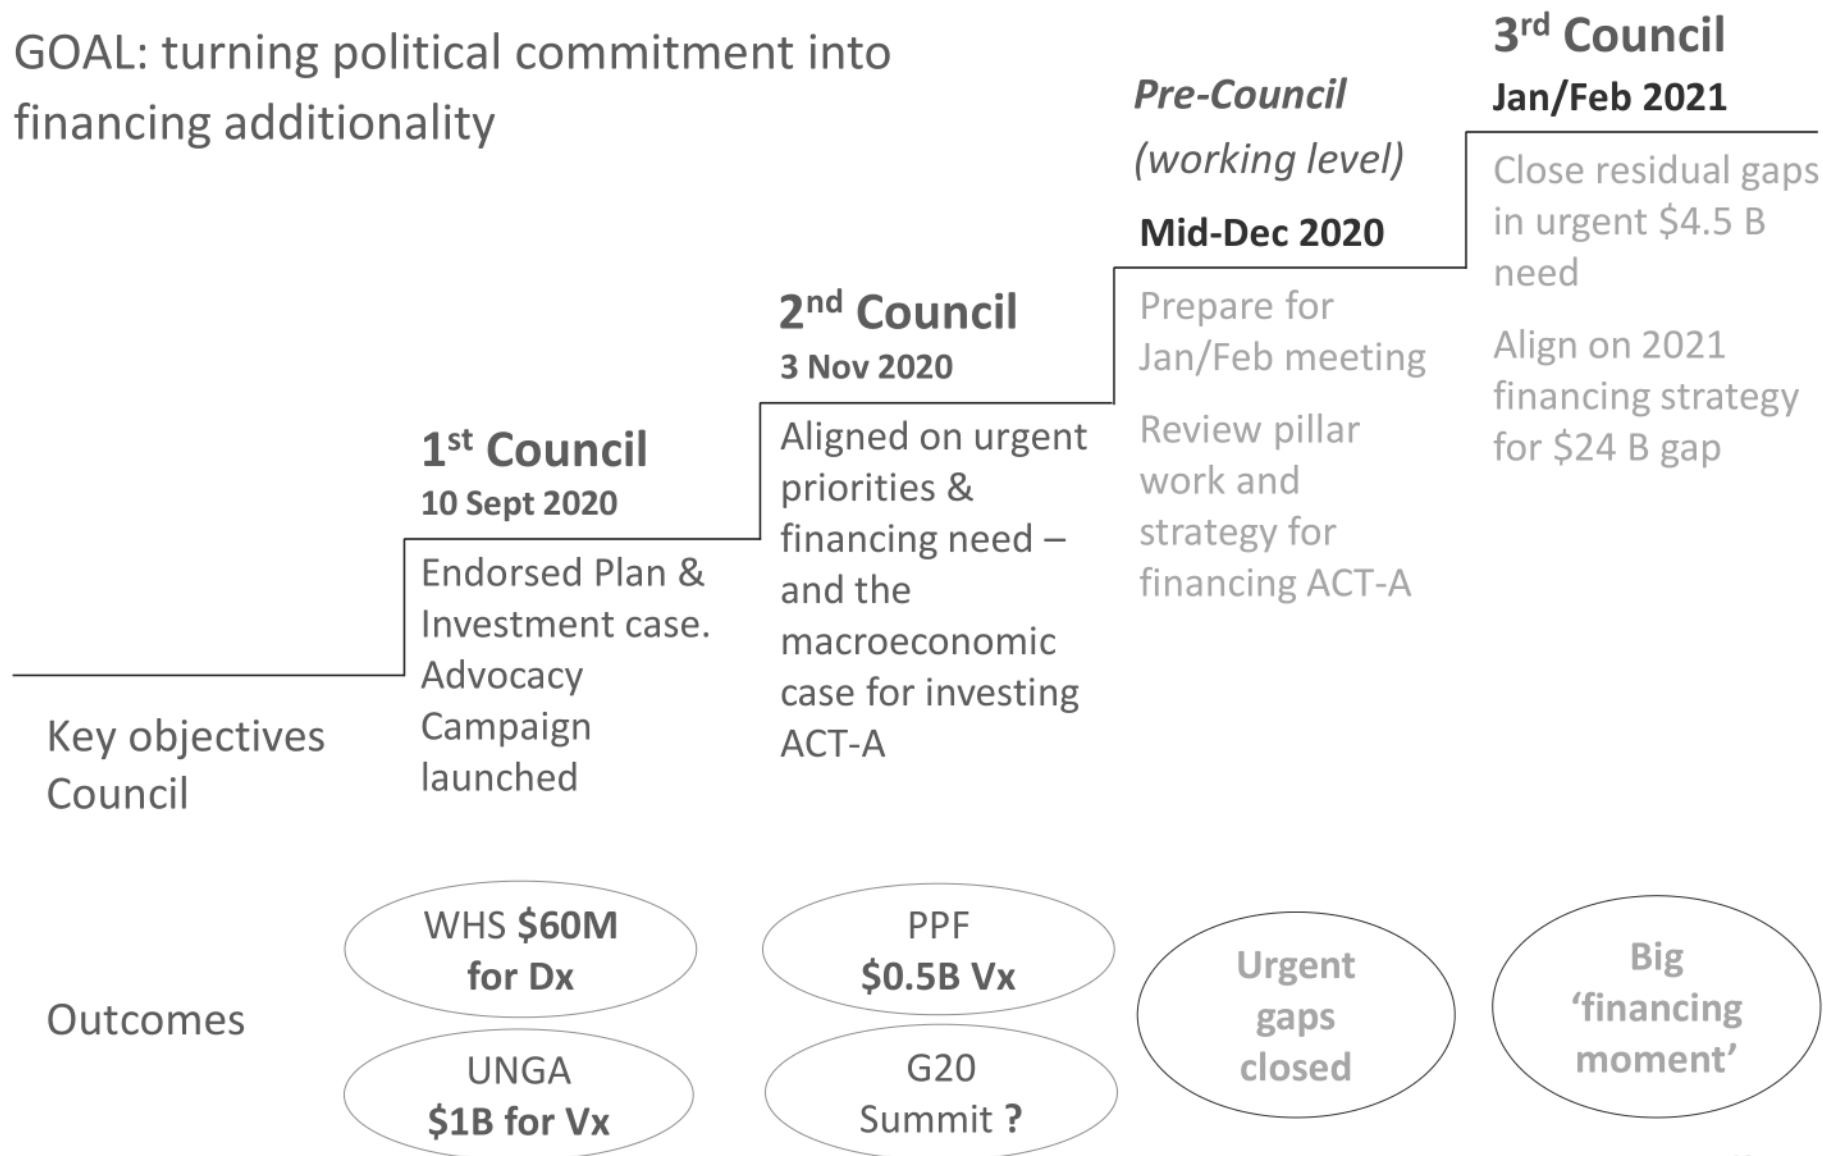 GOAL: turning political commitment into
financing additionality
Key objectives
Council
1st Council
10 Sept 2020
Endorsed Plan &
Investment case.
Advocacy
Campaign
launched
2nd Council
3 Nov 2020
Aligned on urgent
priorities &
financing need –
and the
macroeconomic
case for investing
ACT-A
Pre-Council
(working level)
Mid-Dec 2020
Prepare for
Jan/Feb meeting
Review pillar
work and
strategy for
financing ACT-A
3rd Council
Jan/Feb 2021
Close residual gaps
in urgent $4.5 B
need
Align on 2021
financing strategy
for $24 B gap
Outcomes
WHS $60M
for Dx
UNGA
$1B for Vx
PPF
$0.5B Vx
G20
Summit ?
Urgent
gaps
closed
Big
‘financing
moment’